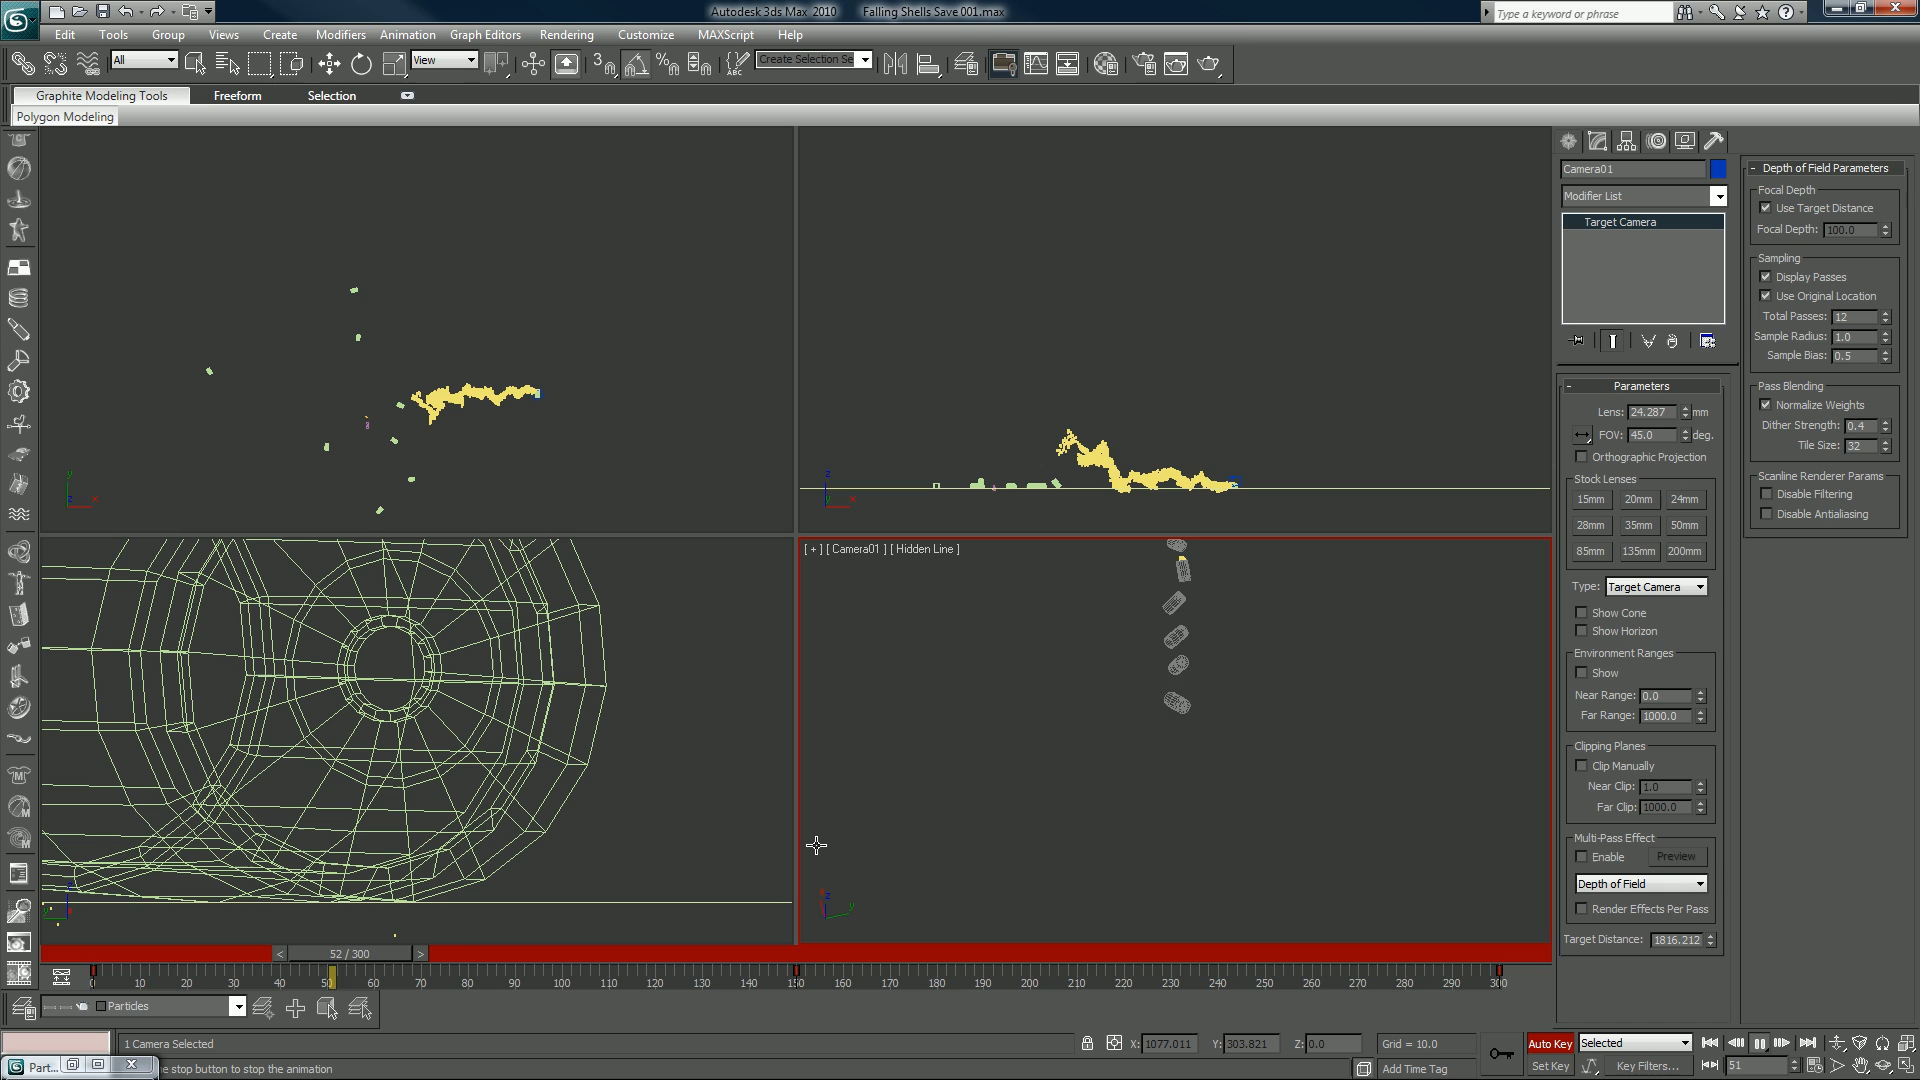 Autodesk 3ds Max 2010 Falling Shells Save 001.max
Type a keyword or phrase
Edit Tools Group Views Create Modifiers Animation Graph Editors Rendering Customize MAXScript Help
All
View
3
%
ABC
Create Selection Se
Graphite Modeling Tools Freeform Selection
Polygon Modeling
Camera01
Modifier List
Target Camera
- Depth of Field Parameters
Focal Depth
Use Target Distance
Focal Depth: 100.0
Sampling
Display Passes
Use Original Location
Total Passes: 12
Sample Radius: 1.0
Sample Bias: 0.5
Pass Blending
Normalize Weights
Dither Strength: 0.4
Tile Size: 32
Scanline Renderer Params
Disable Filtering
Disable Antialiasing
- Parameters
Lens: 24.287 mm
FOV: 45.0 deg.
Orthographic Projection
Stock Lenses
15mm 20mm 24mm
28mm 35mm 50mm
85mm 135mm 200mm
Type: Target Camera
Show Cone
Show Horizon
Environment Ranges
Show
Near Range: 0.0
Far Range: 1000.0
Clipping Planes
Clip Manually
Near Clip: 1.0
Far Clip: 1000.0
Multi-Pass Effect
Enable Preview
Depth of Field
Render Effects Per Pass
Target Distance: 1816.212
[ + ] [ Camera01 ] [ Hidden Line ]
< 52 / 300 >
0 10 20 30 40 50 60 70 80 90 100 110 120 130 140 150 160 170 180 190 200 210 220 230 240 250 260 270 280 290 300
Particles
1 Camera Selected
X: 1077.011 Y: 303.821 Z: 0.0
Grid = 10.0
Auto Key Selected
Part...
e stop button to stop the animation
Add Time Tag
Set Key Key Filters...
51